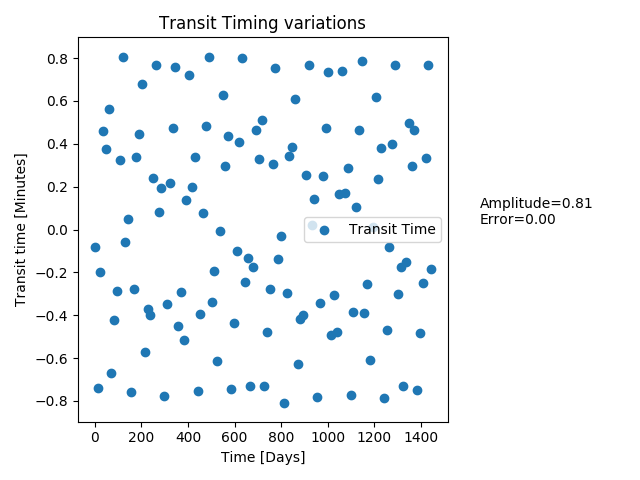 Transit Timing variations
Transit time [Minutes]
0.8
0.6
0.4
0.2
0.0
−0.2
−0.4
−0.6
−0.8
Transit Time
Amplitude=0.81
Error=0.00
0 200 400 600 800 1000 1200 1400
Time [Days]